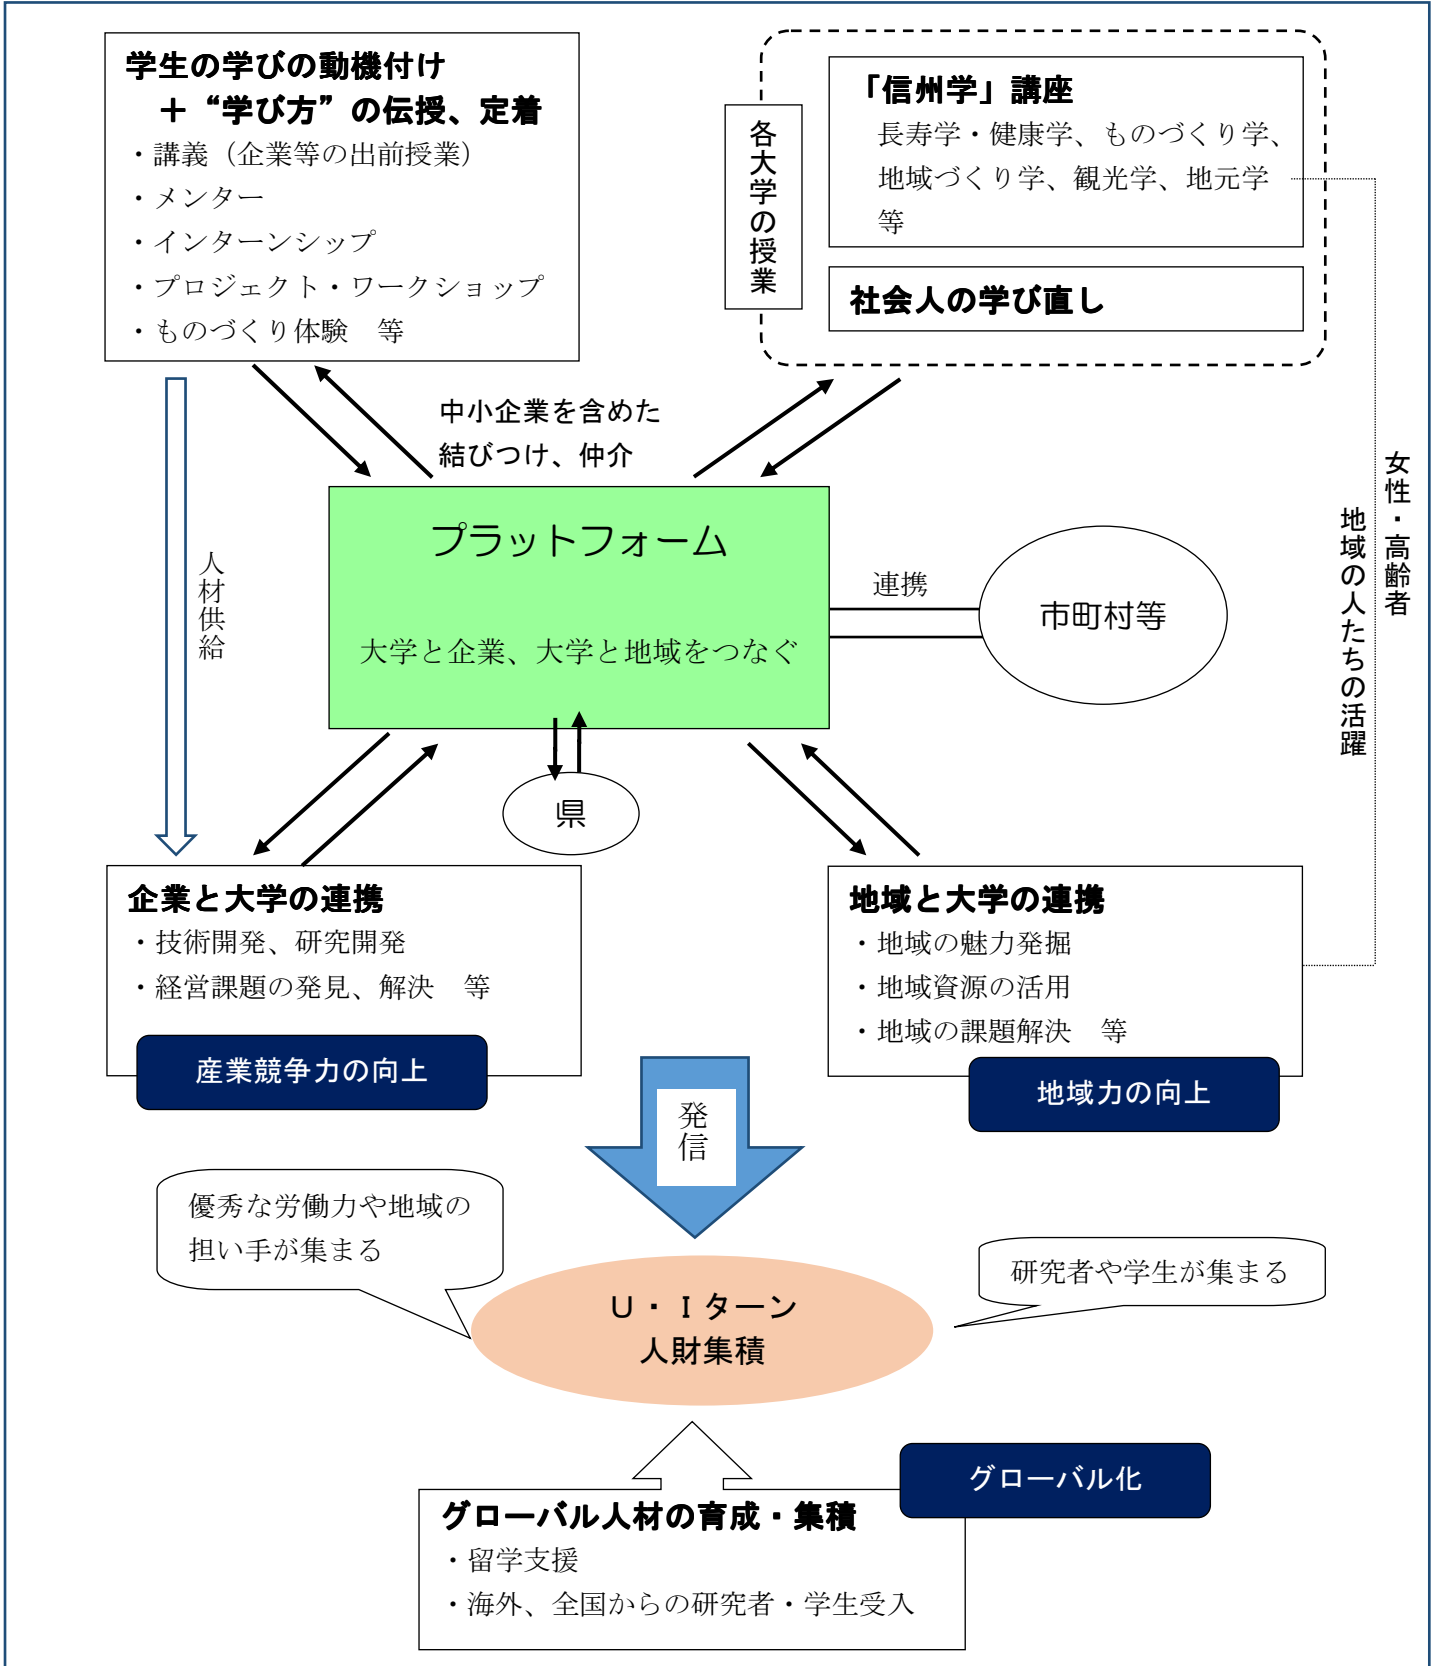 学生の学びの動機付け
＋“学び方”の伝授、定着
・講義（企業等の出前授業）
・メンター
・インターンシップ
・プロジェクト・ワークショップ
・ものづくり体験　等
各大学の授業
「信州学」講座
長寿学・健康学、ものづくり学、
地域づくり学、観光学、地元学
等
社会人の学び直し
中小企業を含めた
結びつけ、仲介
プラットフォーム
大学と企業、大学と地域をつなぐ
人材供給
連携
市町村等
女性・高齢者
地域の人たちの活躍
県
企業と大学の連携
・技術開発、研究開発
・経営課題の発見、解決　等
産業競争力の向上
地域と大学の連携
・地域の魅力発掘
・地域資源の活用
・地域の課題解決　等
地域力の向上
発信
優秀な労働力や地域の
担い手が集まる
研究者や学生が集まる
Ｕ・Ｉターン
人財集積
グローバル化
グローバル人材の育成・集積
・留学支援
・海外、全国からの研究者・学生受入